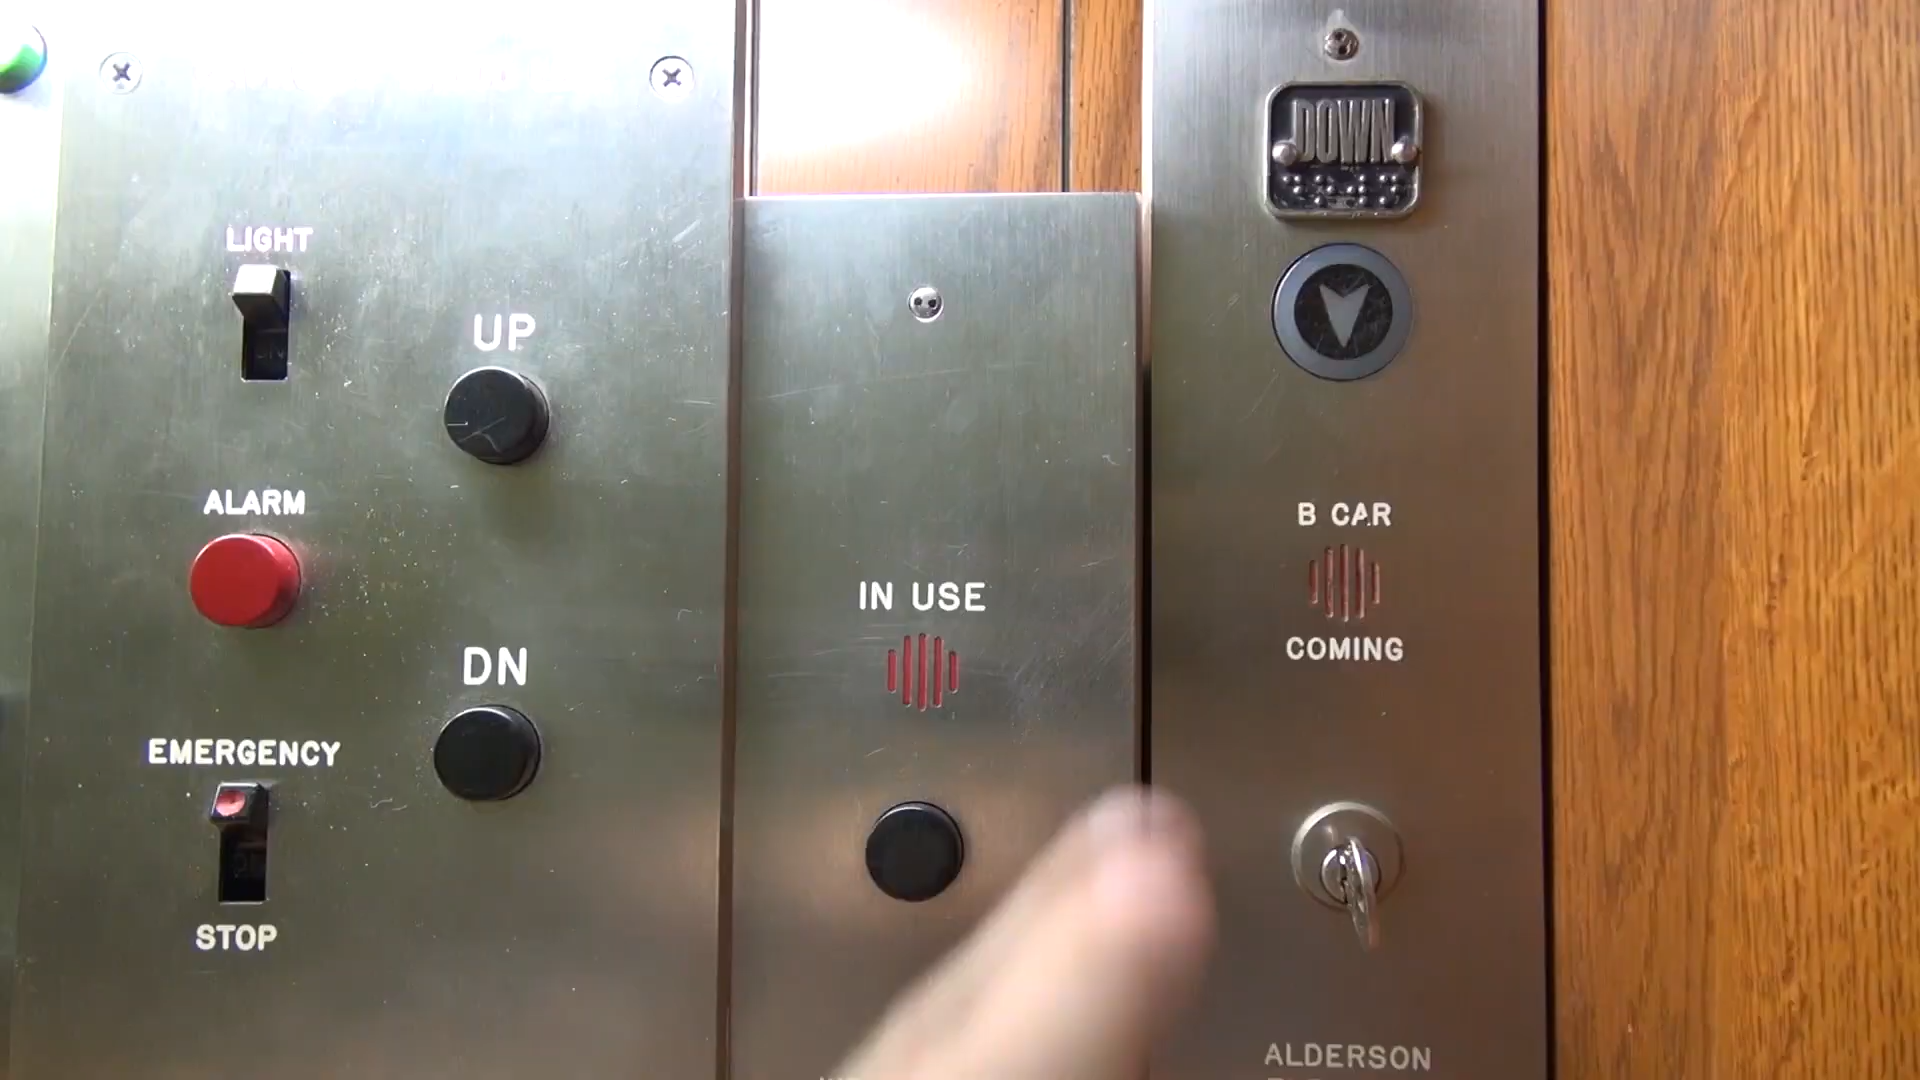 LIGHT
UP
ALARM
DN
EMERGENCY
STOP
IN USE
DOWN
B CAR
COMING
ALDERSON